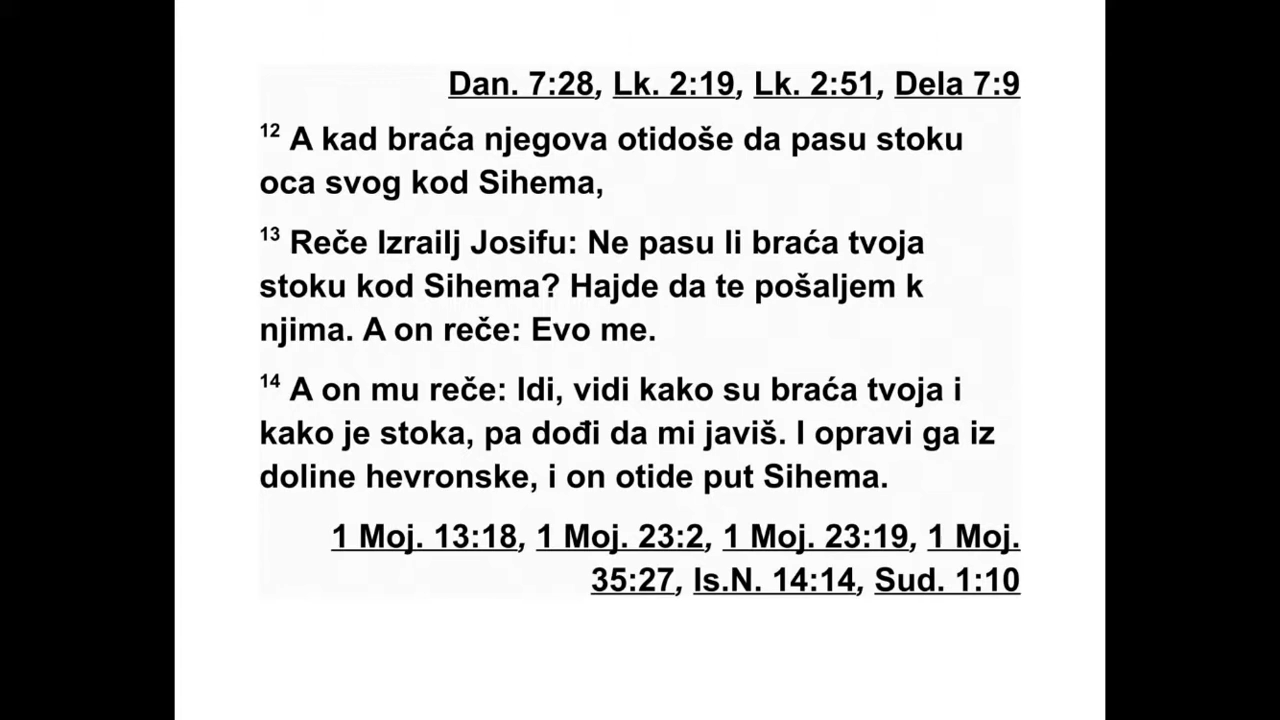 Dan. 7:28, Lk. 2:19, Lk. 2:51, Dela 7:9
12 A kad braća njegova otidoše da pasu stoku
oca svog kod Sihema,
13 Reče Izrailj Josifu: Ne pasu li braća tvoja
stoku kod Sihema? Hajde da te pošaljem k
njima. A on reče: Evo me.
14 A on mu reče: Idi, vidi kako su braća tvoja i
kako je stoka, pa dođi da mi javiš. I opravi ga iz
doline hevronske, i on otide put Sihema.
1 Moj. 13:18, 1 Moj. 23:2, 1 Moj. 23:19, 1 Moj.
35:27, Is.N. 14:14, Sud. 1:10